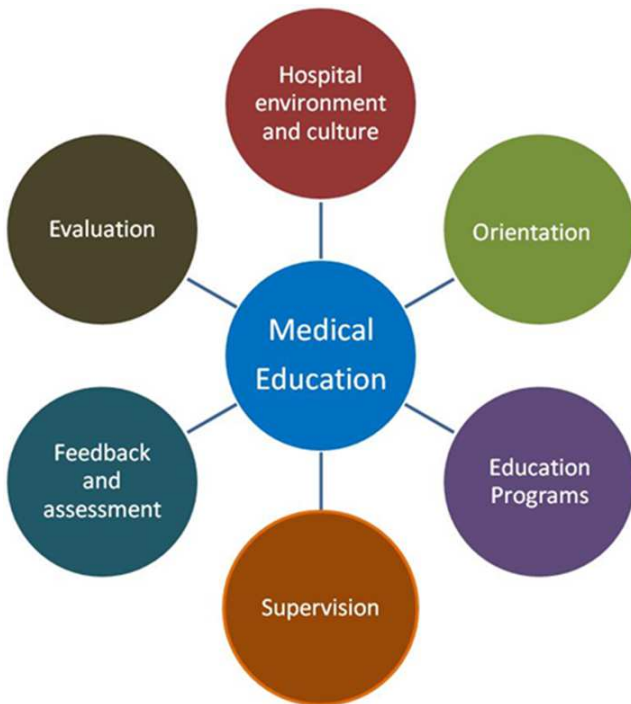 Hospital
environment
and culture
Evaluation
Orientation
Medical
Education
Feedback
and
assessment
Education
Programs
Supervision